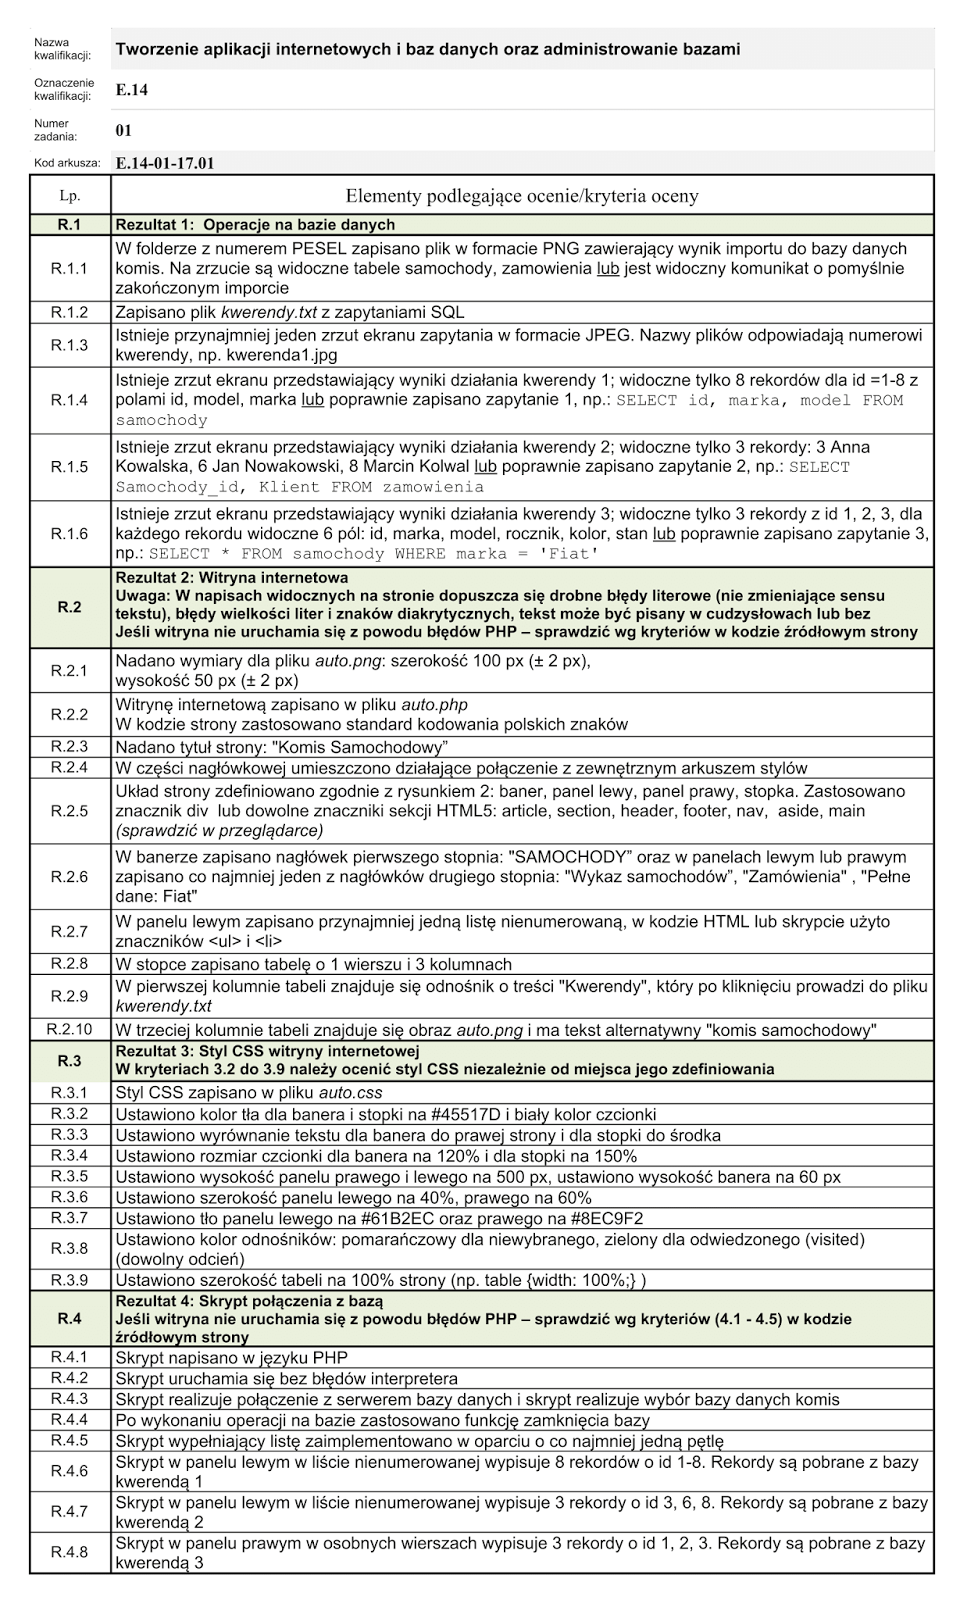 Nazwa
kwalifikacji:
Tworzenie aplikacji internetowych i baz danych oraz administrowanie bazami
Oznaczenie
kwalifikacji:
E.14
Numer
zadania:
01
Kod arkusza:
E.14-01-17.01
Lp.
Elementy podlegające ocenie/kryteria oceny
R.1
Rezultat 1: Operacje na bazie danych
R.1.1
W folderze z numerem PESEL zapisano plik w formacie PNG zawierający wynik importu do bazy danych
komis. Na zrzucie są widoczne tabele samochody, zamowienia lub jest widoczny komunikat o pomyślnie
zakończonym imporcie
R.1.2
Zapisano plik kwerendy.txt z zapytaniami SQL
R.1.3
Istnieje przynajmniej jeden zrzut ekranu zapytania w formacie JPEG. Nazwy plików odpowiadają numerowi
kwerendy, np. kwerenda1.jpg
R.1.4
Istnieje zrzut ekranu przedstawiający wyniki działania kwerendy 1; widoczne tylko 8 rekordów dla id =1-8 z
polami id, model, marka lub poprawnie zapisano zapytanie 1, np.: SELECT id, marka, model FROM
samochody
R.1.5
Istnieje zrzut ekranu przedstawiający wyniki działania kwerendy 2; widoczne tylko 3 rekordy: 3 Anna
Kowalska, 6 Jan Nowakowski, 8 Marcin Kolwal lub poprawnie zapisano zapytanie 2, np.: SELECT
Samochody_id, Klient FROM zamowienia
R.1.6
Istnieje zrzut ekranu przedstawiający wyniki działania kwerendy 3; widoczne tylko 3 rekordy z id 1, 2, 3, dla
każdego rekordu widoczne 6 pól: id, marka, model, rocznik, kolor, stan lub poprawnie zapisano zapytanie 3,
np.: SELECT * FROM samochody WHERE marka = 'Fiat'
R.2
Rezultat 2: Witryna internetowa
Uwaga: W napisach widocznych na stronie dopuszcza się drobne błędy literowe (nie zmieniające sensu
tekstu), błędy wielkości liter i znaków diakrytycznych, tekst może być pisany w cudzysłowach lub bez
Jeśli witryna nie uruchamia się z powodu błędów PHP – sprawdzić wg kryteriów w kodzie źródłowym strony
R.2.1
Nadano wymiary dla pliku auto.png: szerokość 100 px (± 2 px),
wysokość 50 px (± 2 px)
R.2.2
Witrynę internetową zapisano w pliku auto.php
W kodzie strony zastosowano standard kodowania polskich znaków
R.2.3
Nadano tytuł strony: "Komis Samochodowy”
R.2.4
W części nagłówkowej umieszczono działające połączenie z zewnętrznym arkuszem stylów
R.2.5
Układ strony zdefiniowano zgodnie z rysunkiem 2: baner, panel lewy, panel prawy, stopka. Zastosowano
znacznik div lub dowolne znaczniki sekcji HTML5: article, section, header, footer, nav, aside, main
(sprawdzić w przeglądarce)
R.2.6
W banerze zapisano nagłówek pierwszego stopnia: "SAMOCHODY” oraz w panelach lewym lub prawym
zapisano co najmniej jeden z nagłówków drugiego stopnia: "Wykaz samochodów”, "Zamówienia" , "Pełne
dane: Fiat"
R.2.7
W panelu lewym zapisano przynajmniej jedną listę nienumerowaną, w kodzie HTML lub skrypcie użyto
znaczników <ul> i <li>
R.2.8
W stopce zapisano tabelę o 1 wierszu i 3 kolumnach
R.2.9
W pierwszej kolumnie tabeli znajduje się odnośnik o treści "Kwerendy", który po kliknięciu prowadzi do pliku
kwerendy.txt
R.2.10
W trzeciej kolumnie tabeli znajduje się obraz auto.png i ma tekst alternatywny "komis samochodowy"
R.3
Rezultat 3: Styl CSS witryny internetowej
W kryteriach 3.2 do 3.9 należy ocenić styl CSS niezależnie od miejsca jego zdefiniowania
R.3.1
Styl CSS zapisano w pliku auto.css
R.3.2
Ustawiono kolor tła dla banera i stopki na #45517D i biały kolor czcionki
R.3.3
Ustawiono wyrównanie tekstu dla banera do prawej strony i dla stopki do środka
R.3.4
Ustawiono rozmiar czcionki dla banera na 120% i dla stopki na 150%
R.3.5
Ustawiono wysokość panelu prawego i lewego na 500 px, ustawiono wysokość banera na 60 px
R.3.6
Ustawiono szerokość panelu lewego na 40%, prawego na 60%
R.3.7
Ustawiono tło panelu lewego na #61B2EC oraz prawego na #8EC9F2
R.3.8
Ustawiono kolor odnośników: pomarańczowy dla niewybranego, zielony dla odwiedzonego (visited)
(dowolny odcień)
R.3.9
Ustawiono szerokość tabeli na 100% strony (np. table {width: 100%;} )
R.4
Rezultat 4: Skrypt połączenia z bazą
Jeśli witryna nie uruchamia się z powodu błędów PHP – sprawdzić wg kryteriów (4.1 - 4.5) w kodzie
źródłowym strony
R.4.1
Skrypt napisano w języku PHP
R.4.2
Skrypt uruchamia się bez błędów interpretera
R.4.3
Skrypt realizuje połączenie z serwerem bazy danych i skrypt realizuje wybór bazy danych komis
R.4.4
Po wykonaniu operacji na bazie zastosowano funkcję zamknięcia bazy
R.4.5
Skrypt wypełniający listę zaimplementowano w oparciu o co najmniej jedną pętlę
R.4.6
Skrypt w panelu lewym w liście nienumerowanej wypisuje 8 rekordów o id 1-8. Rekordy są pobrane z bazy
kwerendą 1
R.4.7
Skrypt w panelu lewym w liście nienumerowanej wypisuje 3 rekordy o id 3, 6, 8. Rekordy są pobrane z bazy
kwerendą 2
R.4.8
Skrypt w panelu prawym w osobnych wierszach wypisuje 3 rekordy o id 1, 2, 3. Rekordy są pobrane z bazy
kwerendą 3